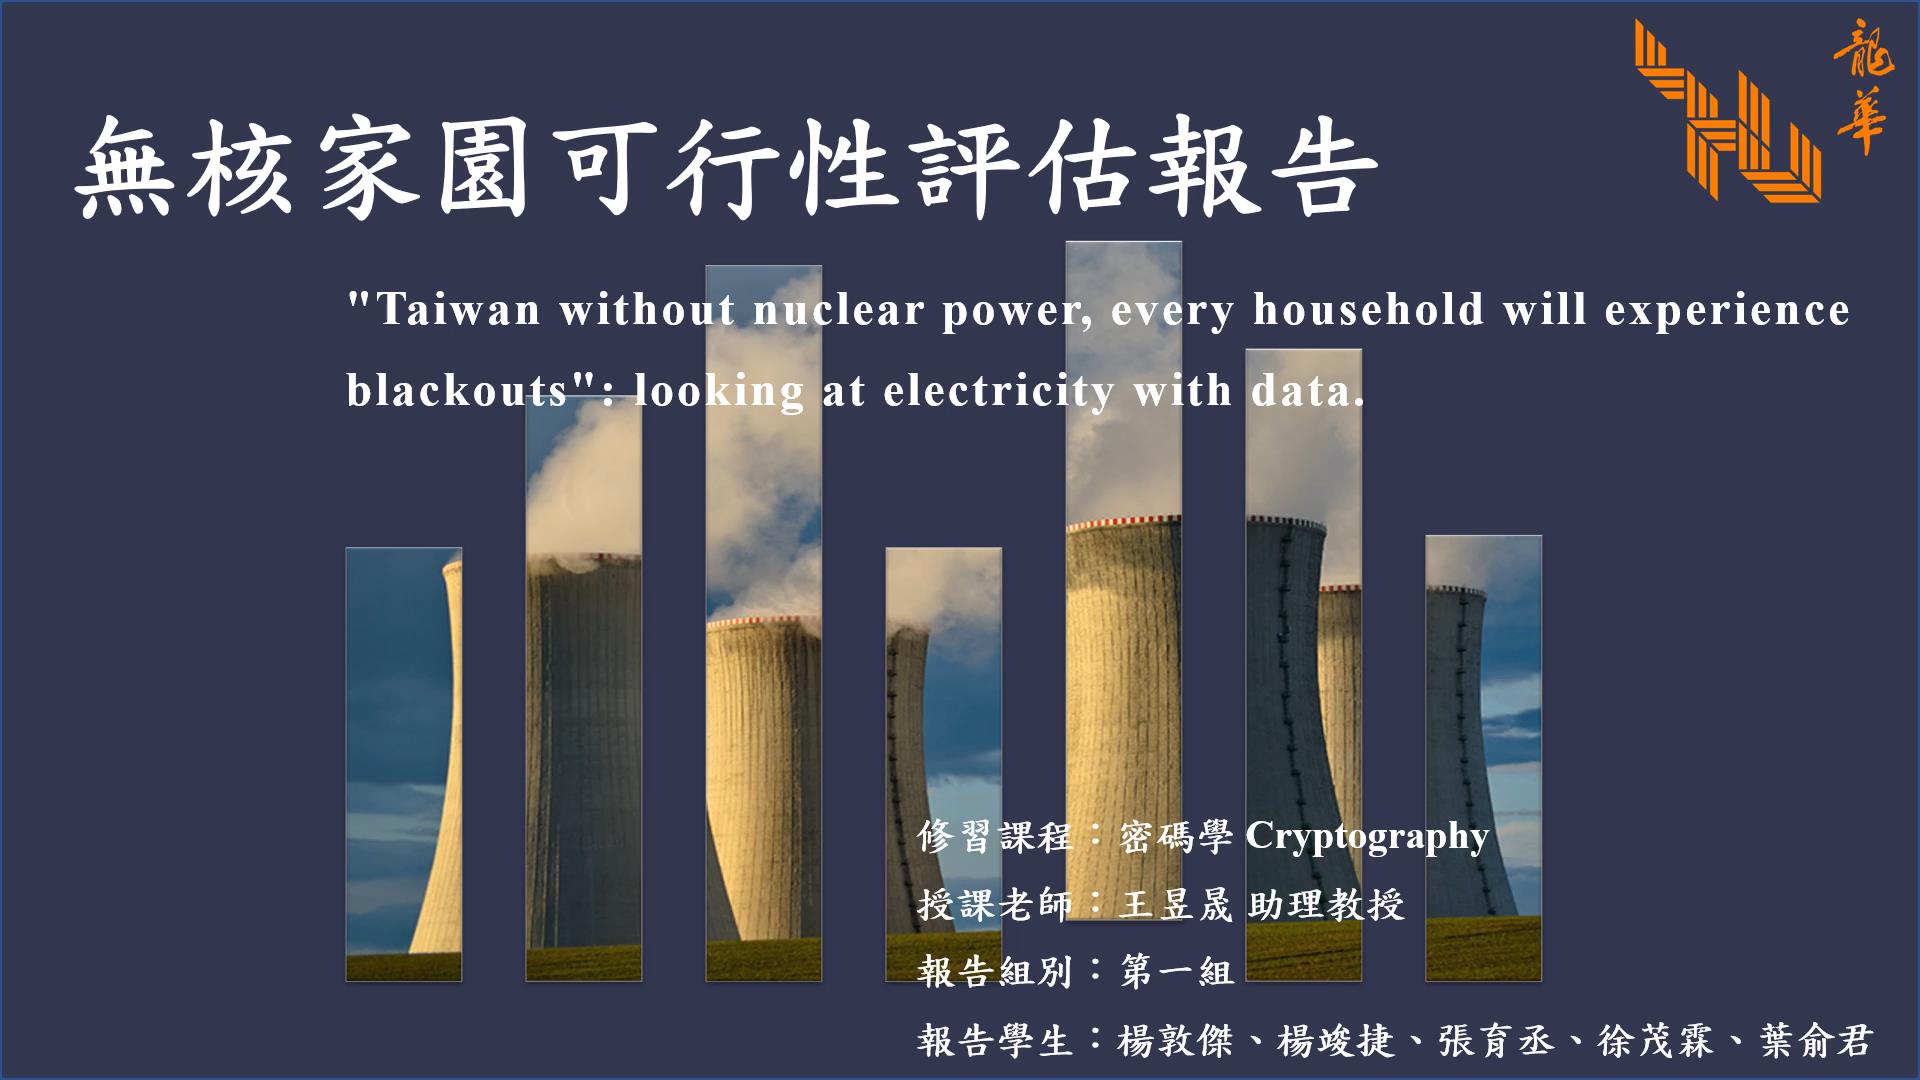 龍華
無核家園可行性評估報告
"Taiwan without nuclear power, every household will experience
blackouts": looking at electricity with data.
修習課程：密碼學 Cryptography
授課老師：王昱晟 助理教授
報告組別：第一組
報告學生：楊敦傑、楊竣捷、張育丞、徐茂霖、葉俞君